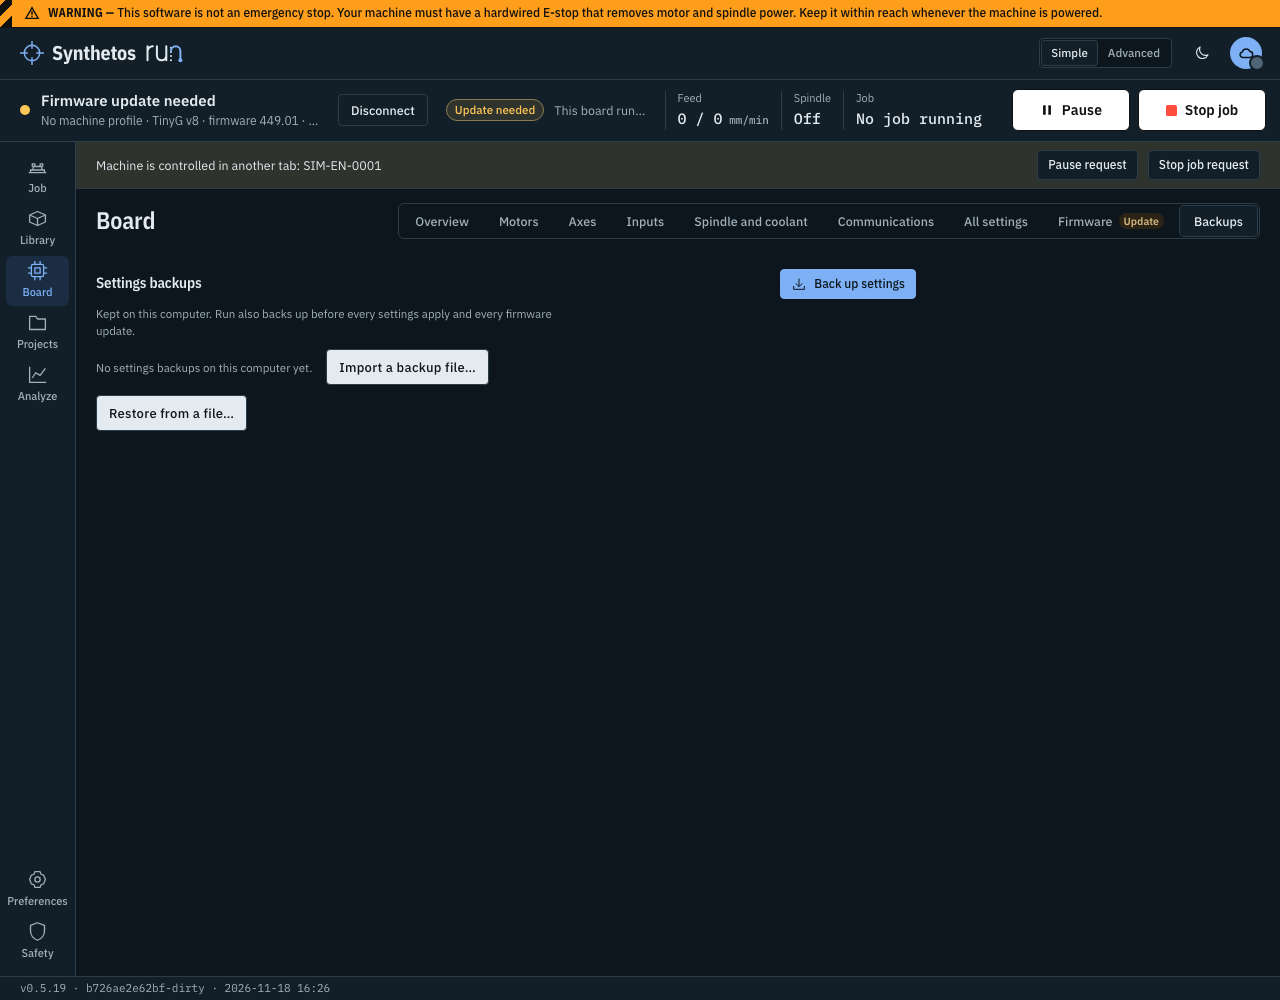 WARNING — This software is not an emergency stop. Your machine must have a hardwired E-stop that removes motor and spindle power. Keep it within reach whenever the machine is powered.
Synthetos run
Simple Advanced
Firmware update needed
No machine profile · TinyG v8 · firmware 449.01 · ...
Disconnect
Update needed
This board run...
Feed
0 / 0 mm/min
Spindle
Off
Job
No job running
Pause
Stop job
Machine is controlled in another tab: SIM-EN-0001
Pause request
Stop job request
Job
Library
Board
Projects
Analyze
Preferences
Safety
Board
Overview
Motors
Axes
Inputs
Spindle and coolant
Communications
All settings
Firmware Update
Backups
Settings backups
Back up settings
Kept on this computer. Run also backs up before every settings apply and every firmware
update.
No settings backups on this computer yet.
Import a backup file...
Restore from a file...
v0.5.19 · b726ae2e62bf-dirty · 2026-11-18 16:26